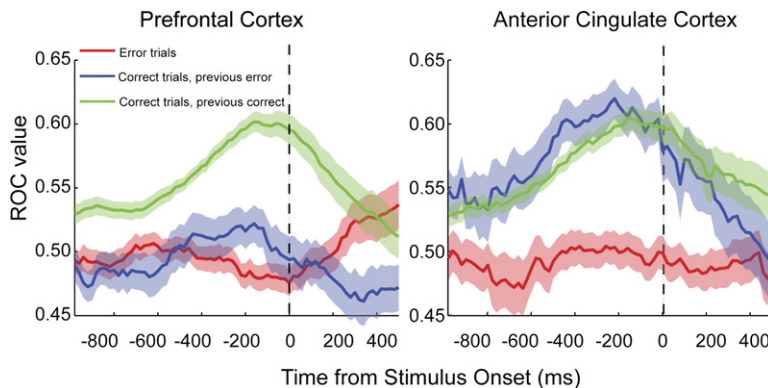 Prefrontal Cortex
Anterior Cingulate Cortex
Error trials
Correct trials, previous error
Correct trials, previous correct
ROC value
0.65
0.60
0.55
0.50
0.45
-800 -600 -400 -200 0 200 400
0.65
0.60
0.55
0.50
0.45
-800 -600 -400 -200 0 200 400
Time from Stimulus Onset (ms)